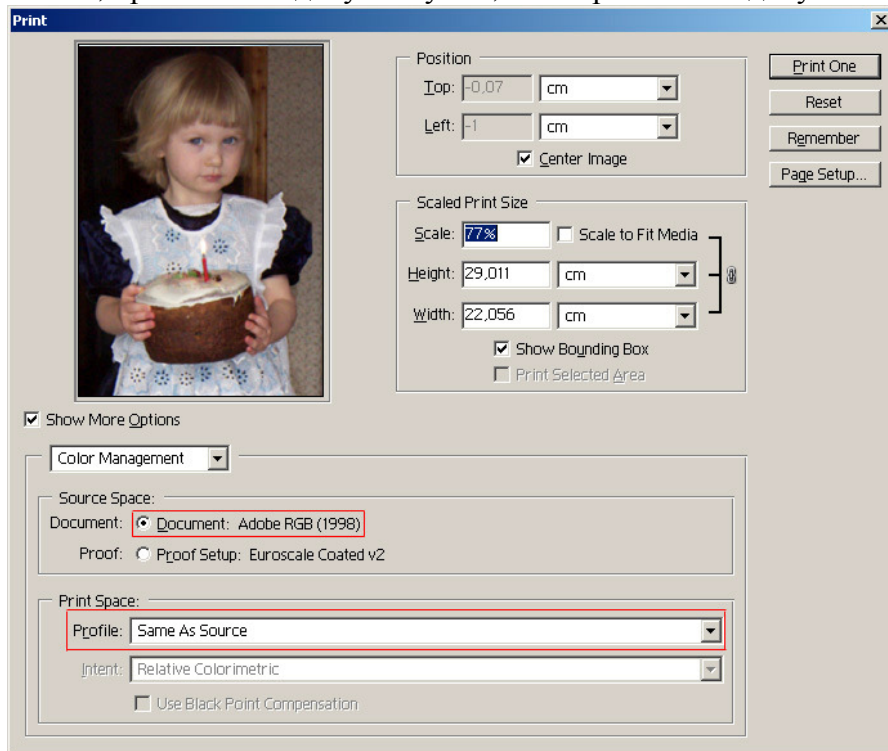 Print
Position
Top: -0,07 cm
Left: -1 cm
Center Image
Print One
Reset
Remember
Page Setup...
Scaled Print Size
Scale: 77% Scale to Fit Media
Height: 29,011 cm
Width: 22,056 cm
Show Bounding Box
Print Selected Area
Show More Options
Color Management
Source Space:
Document: Document: Adobe RGB (1998)
Proof: Proof Setup: Euroscale Coated v2
Print Space:
Profile: Same As Source
Intent: Relative Colorimetric
Use Black Point Compensation